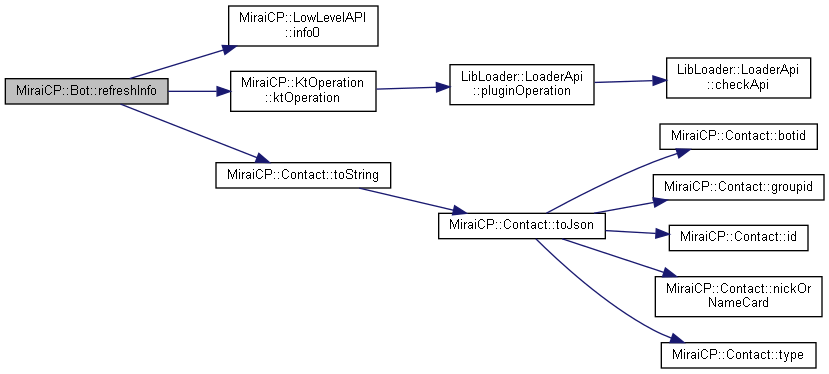 MiraiCP::LowLevelAPI
::info0
MiraiCP::Bot::refreshInfo
MiraiCP::KtOperation
::ktOperation
LibLoader::LoaderApi
::pluginOperation
LibLoader::LoaderApi
::checkApi
MiraiCP::Contact::toString
MiraiCP::Contact::toJson
MiraiCP::Contact::botid
MiraiCP::Contact::groupid
MiraiCP::Contact::id
MiraiCP::Contact::nickOr
NameCard
MiraiCP::Contact::type